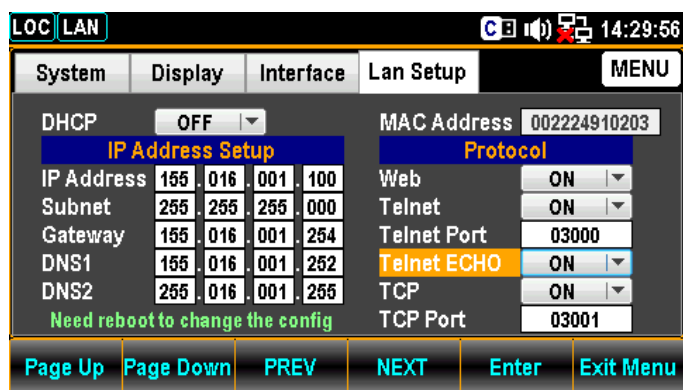 LOC LAN C 14:29:56
System Display Interface Lan Setup MENU
DHCP OFF MAC Address 002224910203
IP Address Setup Protocol
IP Address 155 . 016 . 001 . 100 Web ON
Subnet 255 . 255 . 255 . 000 Telnet ON
Gateway 155 . 016 . 001 . 254 Telnet Port 03000
DNS1 155 . 016 . 001 . 252 Telnet ECHO ON
DNS2 255 . 016 . 001 . 255 TCP ON
Need reboot to change the config TCP Port 03001
Page Up Page Down PREV NEXT Enter Exit Menu